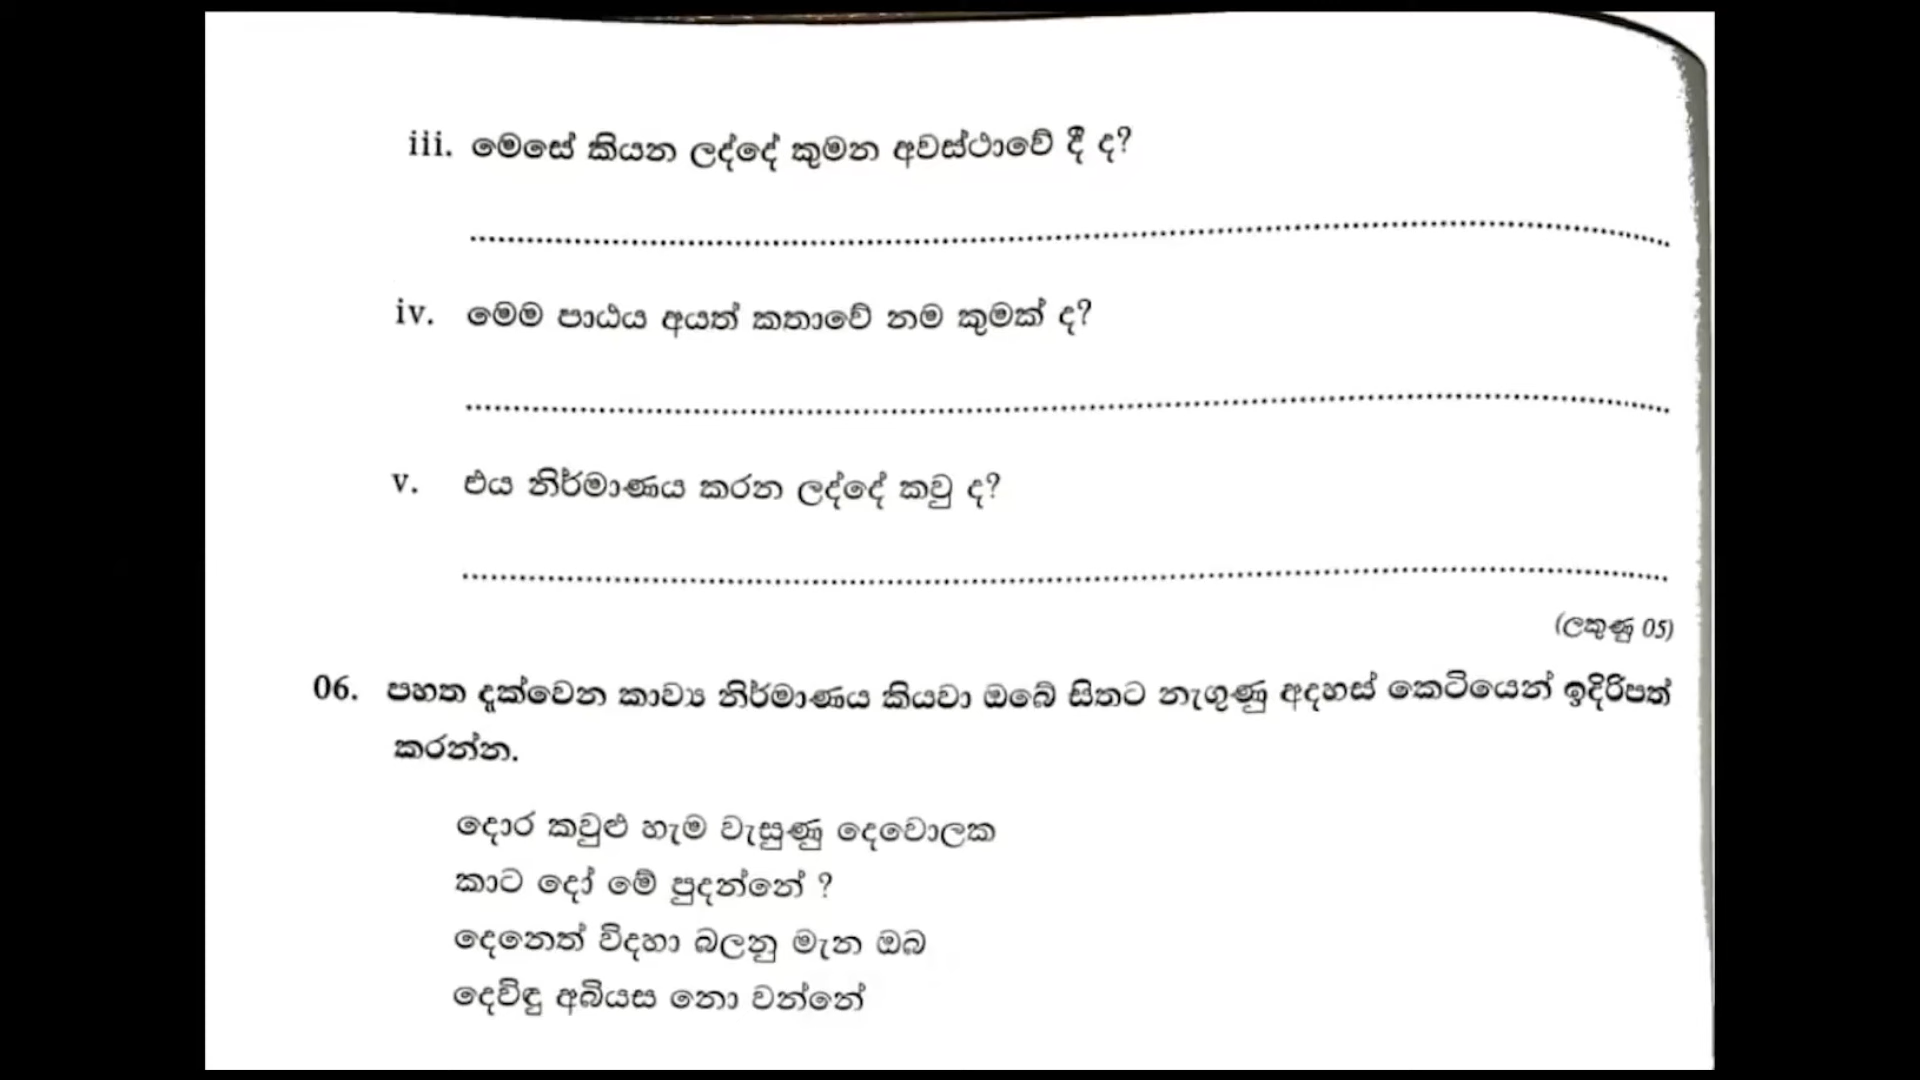 iii. මෙසේ කියන ලද්දේ කුමන අවස්ථාවේ දී ද?
iv. මෙම පාඨය අයත් කතාවේ නම කුමක් ද?
v. එය නිර්මාණය කරන ලද්දේ කවු ද?
(ලකුණු 05)
06. පහත දැක්වෙන කාව්‍ය නිර්මාණය කියවා ඔබේ සිතට නැගුණු අදහස් කෙටියෙන් ඉදිරිපත්
කරන්න.
දොර කවුළු හැම වැසුණු දෙවොලක
කාට දෝ මේ පුදන්නේ ?
දෙනෙත් විදහා බලනු මැන ඔබ
දෙවිඳු අබියස නො වන්නේ